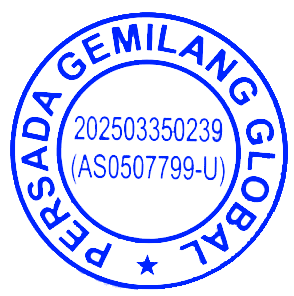 PERSADA GEMILANG GLOBAL
202503350239
(AS0507799-U)